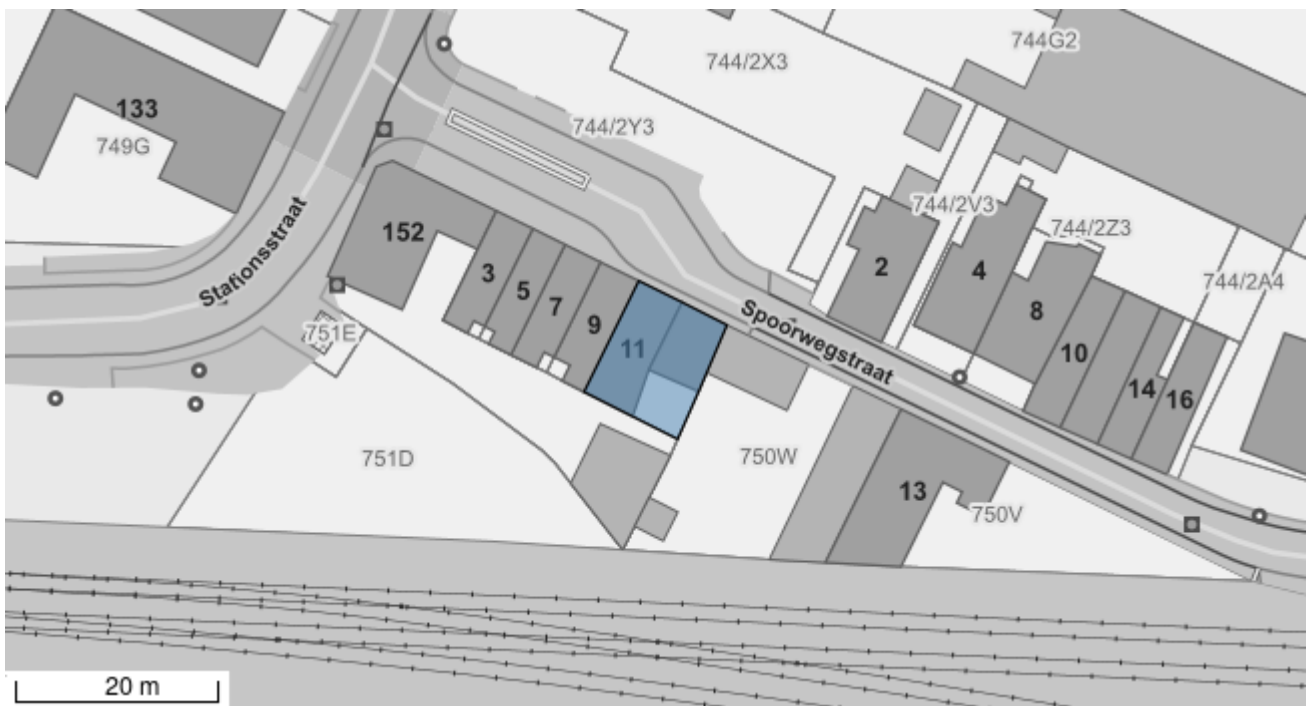 744G2
744/2X3
133
749G
744/2Y3
Stationsstraat
152
744/2V3
744/2Z3
2
4
744/2A4
3
5
7
9
11
8
10
14
16
Spoorwegstraat
751E
751D
750W
13
750V
20 m